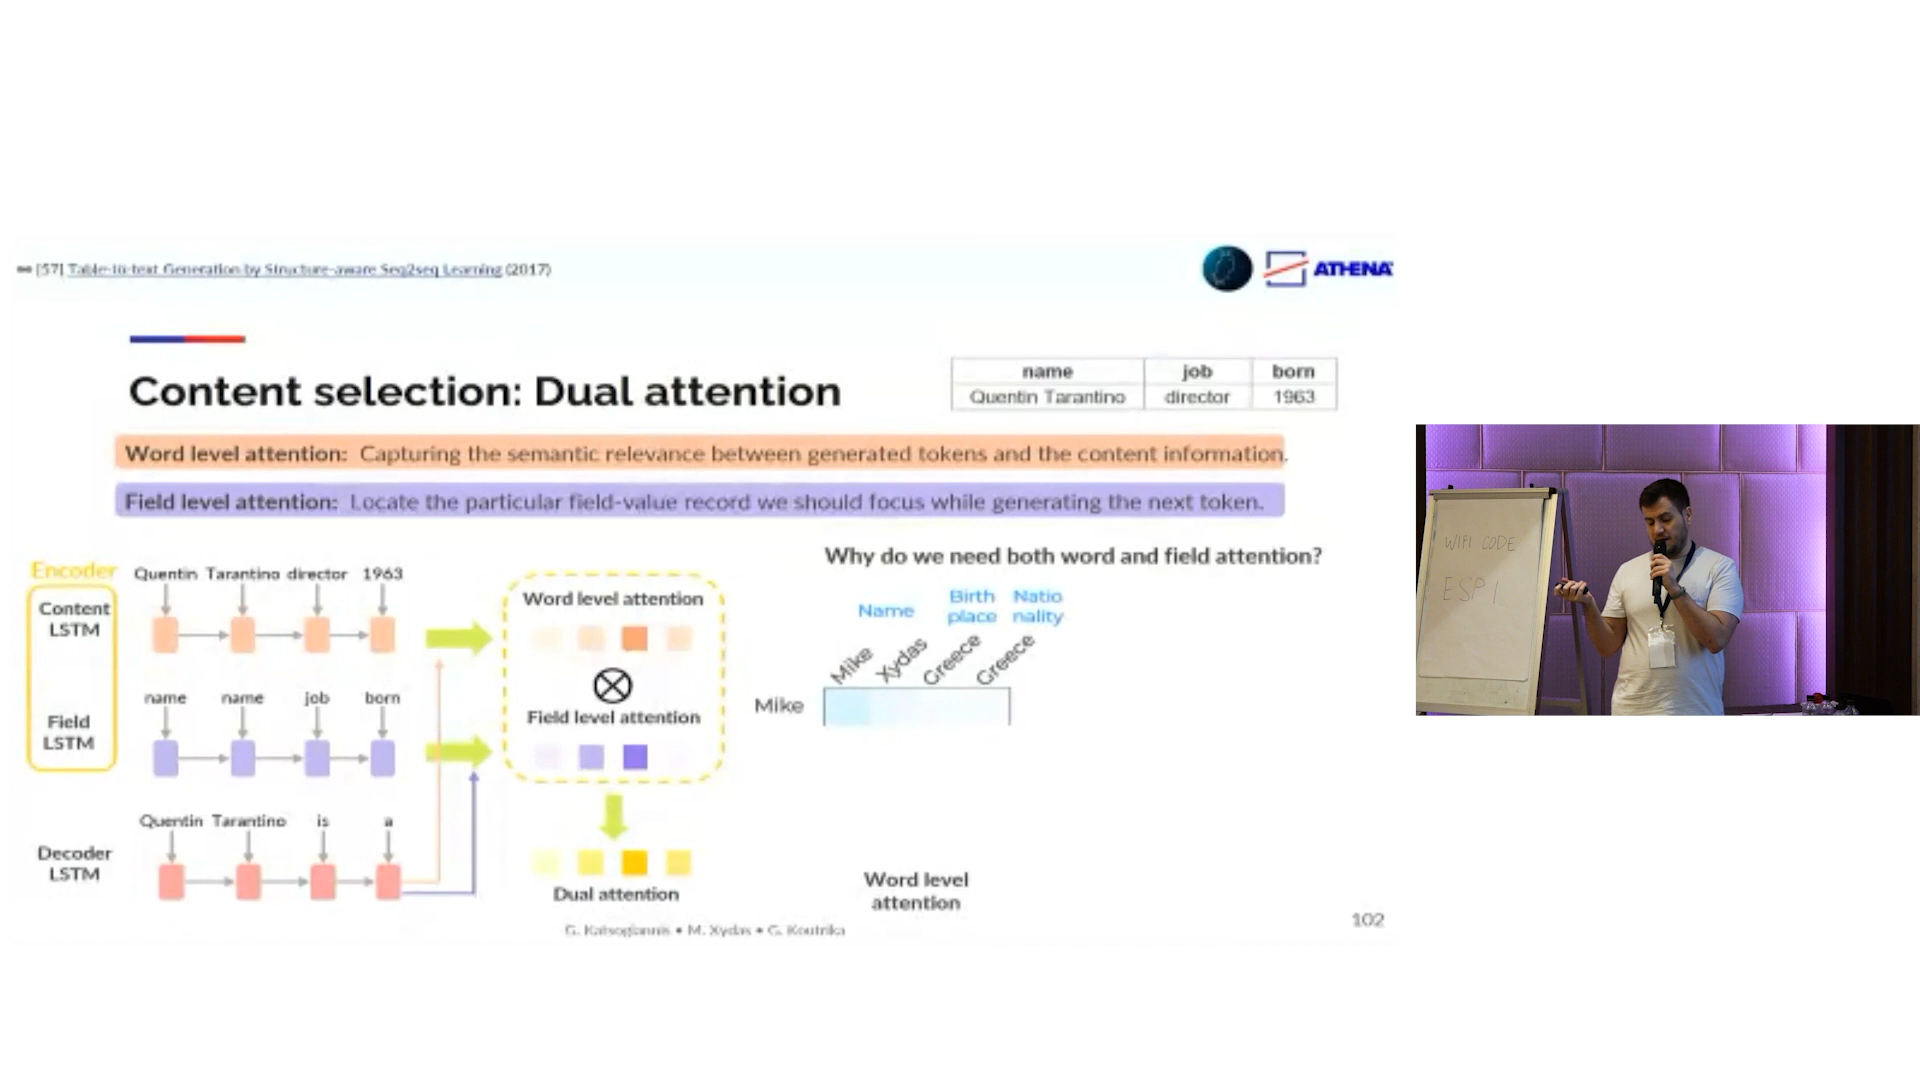 [57] Table-to-text Generation by Structure-aware Seq2seq Learning (2017)
ATHENA
Content selection: Dual attention
name job born
Quentin Tarantino director 1963
Word level attention: Capturing the semantic relevance between generated tokens and the content information.
Field level attention: Locate the particular field-value record we should focus while generating the next token.
Encoder
Quentin Tarantino director 1963
Content
LSTM
name name job born
Field
LSTM
Quentin Tarantino is a
Decoder
LSTM
Word level attention
Field level attention
Dual attention
Why do we need both word and field attention?
Name
Birth
place
Natio
nality
Mike Xydas Greece Greece
Mike
Word level
attention
G. Katsogiannis • M. Xydas • G. Koutrika
102
WIFI CODE
ESP1